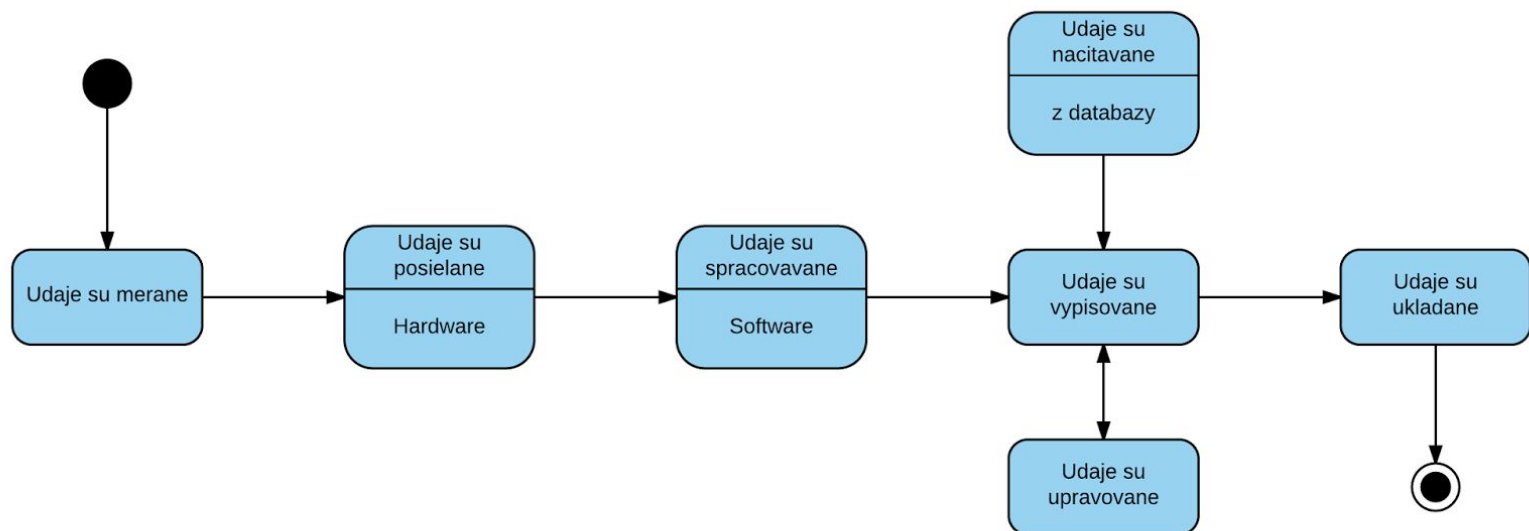 Udaje su
nacitavane
z databazy
Udaje su merane
Udaje su
posielane
Hardware
Udaje su
spracovavane
Software
Udaje su
vypisovane
Udaje su
ukladane
Udaje su
upravovane